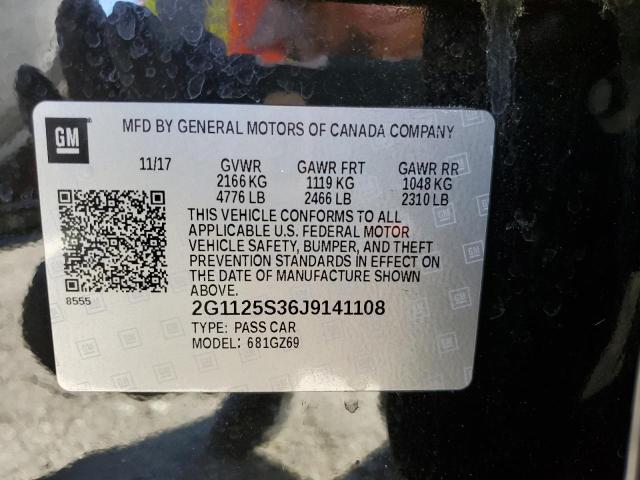 GM MFD BY GENERAL MOTORS OF CANADA COMPANY
11/17 GVWR GAWR FRT GAWR RR
2166 KG 1119 KG 1048 KG
4776 LB 2466 LB 2310 LB
THIS VEHICLE CONFORMS TO ALL
APPLICABLE U.S. FEDERAL MOTOR
VEHICLE SAFETY, BUMPER, AND THEFT
PREVENTION STANDARDS IN EFFECT ON
THE DATE OF MANUFACTURE SHOWN
ABOVE.
8555
2G1125S36J9141108
TYPE: PASS CAR
MODEL: 681GZ69